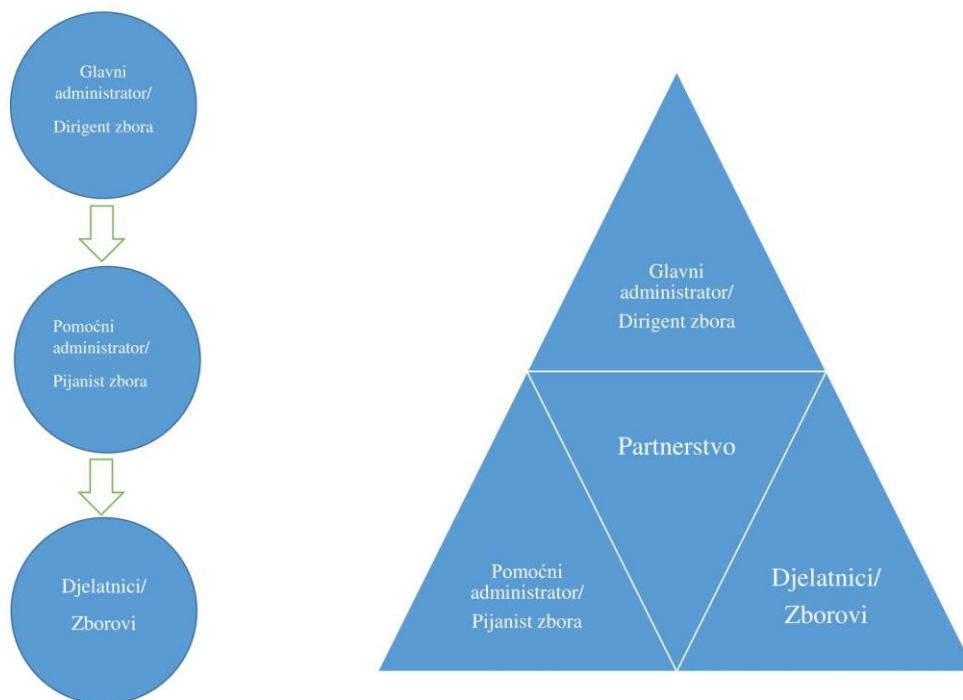 Glavni
administrator/
Dirigent zbora
Pomoćni
administrator/
Pijanist zbora
Djelatnici/
Zborovi
Glavni
administrator/
Dirigent zbora
Partnerstvo
Pomoćni
administrator/
Pijanist zbora
Djelatnici/
Zborovi